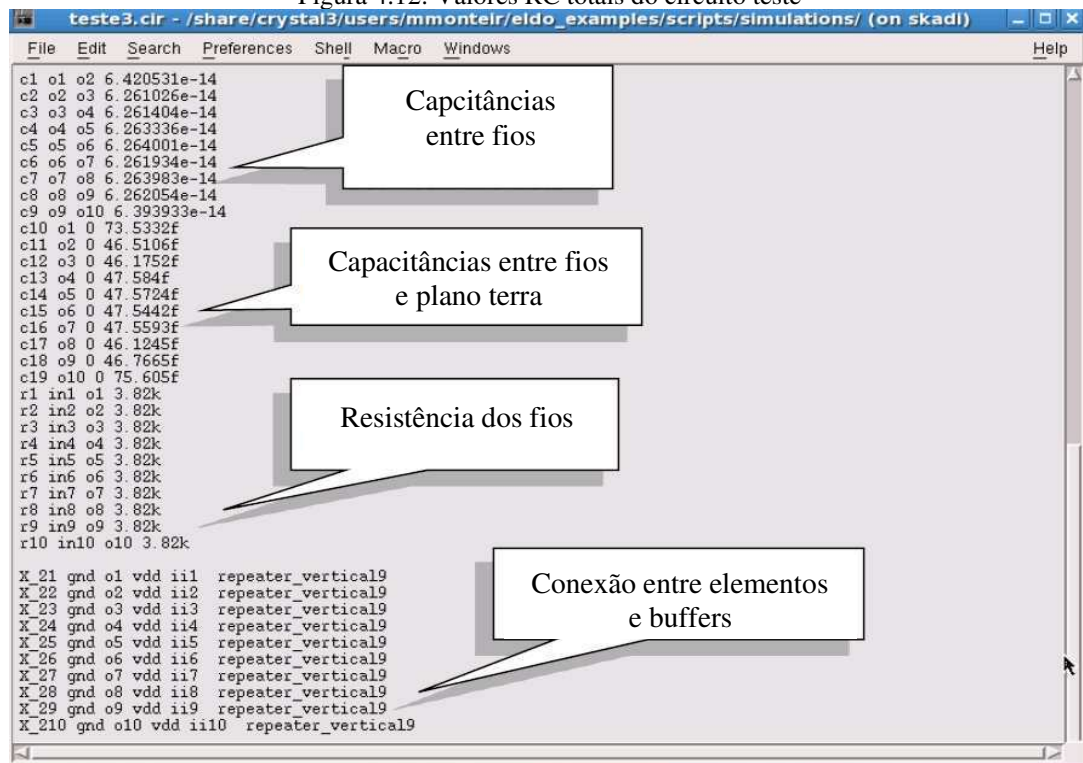 Figura 4.12: Valores RC totais do circuito teste
teste3.cir - /share/crystal3/users/mmonteir/eldo_examples/scripts/simulations/ (on skadi)
File Edit Search Preferences Shell Macro Windows Help
c1 o1 o2 6.420531e-14
c2 o2 o3 6.261026e-14
c3 o3 o4 6.261404e-14
c4 o4 o5 6.263336e-14
c5 o5 o6 6.264001e-14
c6 o6 o7 6.261934e-14
c7 o7 o8 6.263983e-14
c8 o8 o9 6.262054e-14
c9 o9 o10 6.393933e-14
c10 o1 0 73.5332f
c11 o2 0 46.5106f
c12 o3 0 46.1752f
c13 o4 0 47.584f
c14 o5 0 47.5724f
c15 o6 0 47.5442f
c16 o7 0 47.5593f
c17 o8 0 46.1245f
c18 o9 0 46.7665f
c19 o10 0 75.605f
r1 in1 o1 3.82k
r2 in2 o2 3.82k
r3 in3 o3 3.82k
r4 in4 o4 3.82k
r5 in5 o5 3.82k
r6 in6 o6 3.82k
r7 in7 o7 3.82k
r8 in8 o8 3.82k
r9 in9 o9 3.82k
r10 in10 o10 3.82k
X_21 gnd o1 vdd ii1 repeater_vertical9
X_22 gnd o2 vdd ii2 repeater_vertical9
X_23 gnd o3 vdd ii3 repeater_vertical9
X_24 gnd o4 vdd ii4 repeater_vertical9
X_25 gnd o5 vdd ii5 repeater_vertical9
X_26 gnd o6 vdd ii6 repeater_vertical9
X_27 gnd o7 vdd ii7 repeater_vertical9
X_28 gnd o8 vdd ii8 repeater_vertical9
X_29 gnd o9 vdd ii9 repeater_vertical9
X_210 gnd o10 vdd ii10 repeater_vertical9
Capcitâncias
entre fios
Capacitâncias entre fios
e plano terra
Resistência dos fios
Conexão entre elementos
e buffers